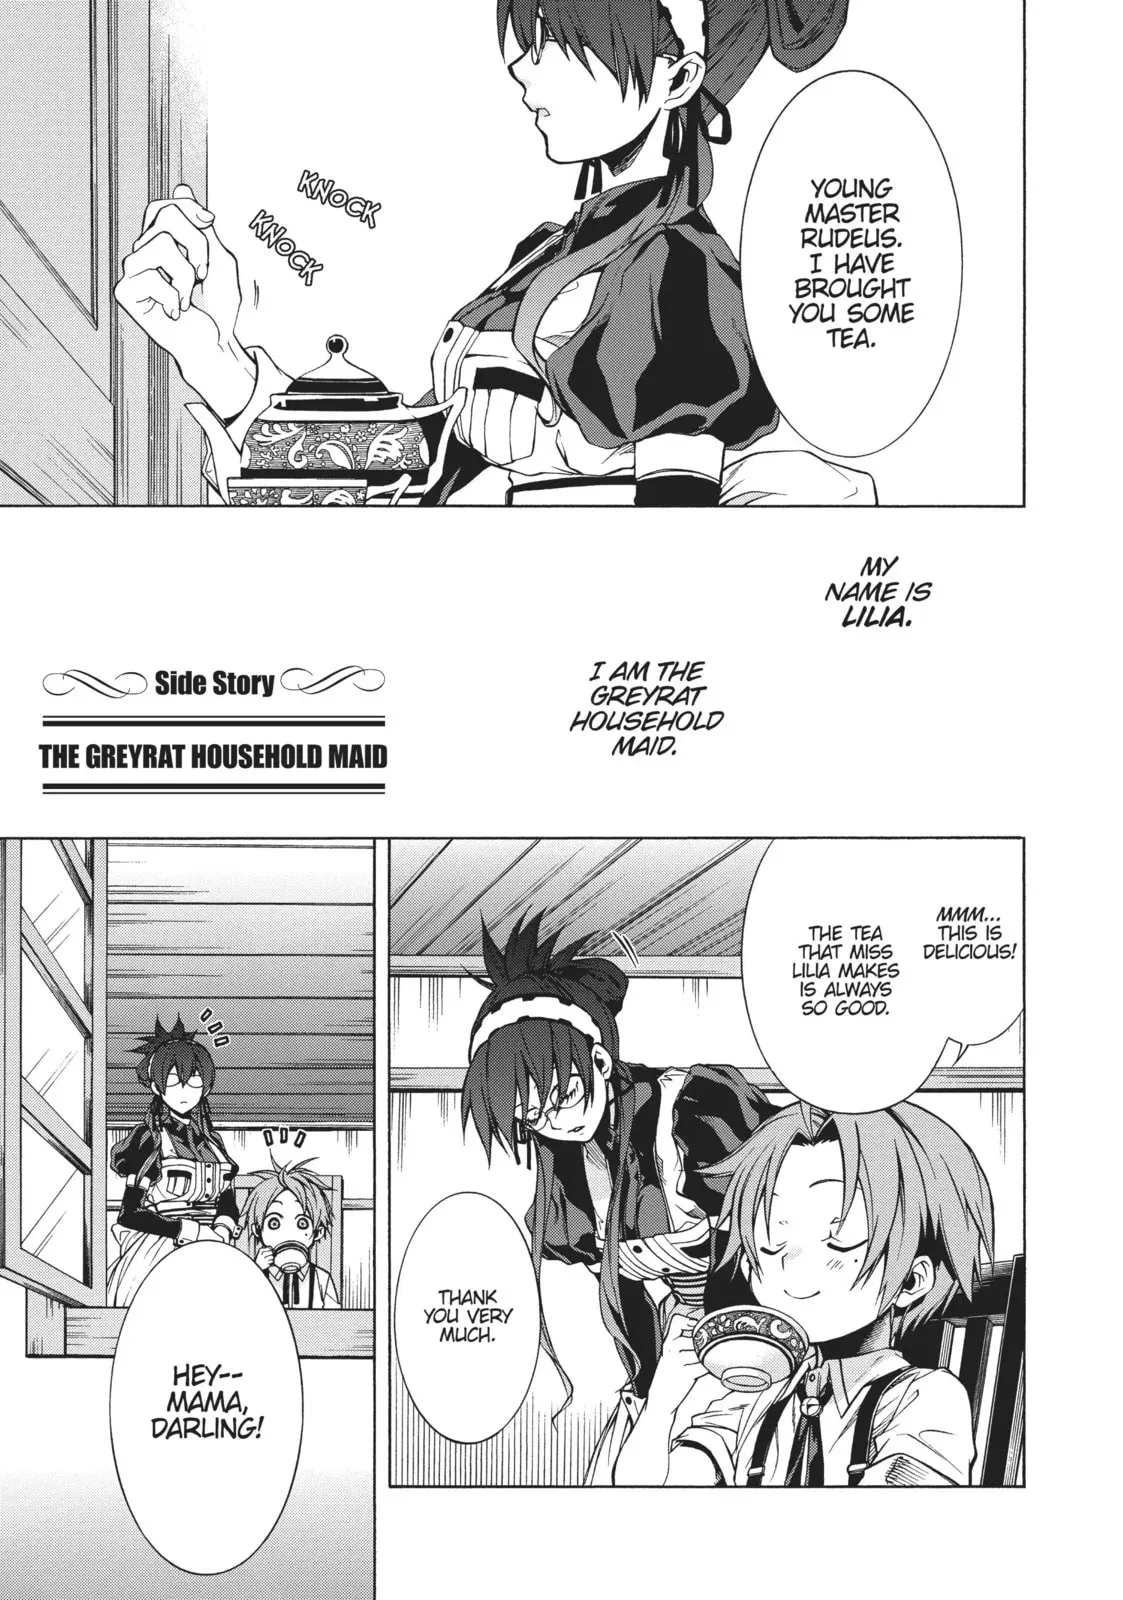 KNOCK
KNOCK
YOUNG
MASTER
RUDEUS.
I HAVE
BROUGHT
YOU SOME
TEA.
MY
NAME IS
LILIA.
I AM THE
GREYRAT
HOUSEHOLD
MAID.
Side Story
THE GREYRAT HOUSEHOLD MAID
MMM...
THIS IS
DELICIOUS!
THE TEA
THAT MISS
LILIA MAKES
IS ALWAYS
SO GOOD.
THANK
YOU VERY
MUCH.
HEY--
MAMA,
DARLING!